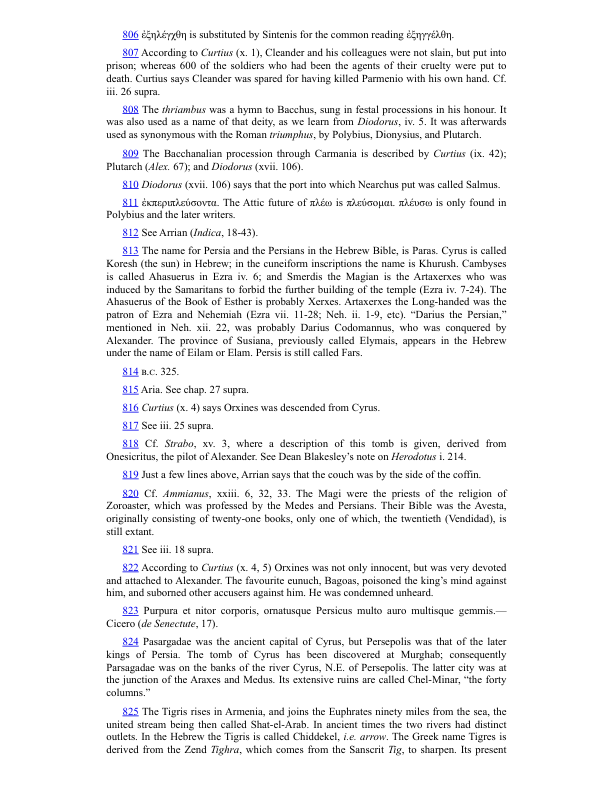 806 ἐξηλέγχθη is substituted by Sintenis for the common reading ἐξηγγέλθη.
807 According to Curtius (x. 1), Cleander and his colleagues were not slain, but put into
prison; whereas 600 of the soldiers who had been the agents of their cruelty were put to
death. Curtius says Cleander was spared for having killed Parmenio with his own hand. Cf.
iii. 26 supra.
808 The thriambus was a hymn to Bacchus, sung in festal processions in his honour. It
was also used as a name of that deity, as we learn from Diodorus, iv. 5. It was afterwards
used as synonymous with the Roman triumphus, by Polybius, Dionysius, and Plutarch.
809 The Bacchanalian procession through Carmania is described by Curtius (ix. 42);
Plutarch (Alex. 67); and Diodorus (xvii. 106).
810 Diodorus (xvii. 106) says that the port into which Nearchus put was called Salmus.
811 ἐκπεριπλεύσοντα. The Attic future of πλέω is πλεύσομαι. πλέυσω is only found in
Polybius and the later writers.
812 See Arrian (Indica, 18-43).
813 The name for Persia and the Persians in the Hebrew Bible, is Paras. Cyrus is called
Koresh (the sun) in Hebrew; in the cuneiform inscriptions the name is Khurush. Cambyses
is called Ahasuerus in Ezra iv. 6; and Smerdis the Magian is the Artaxerxes who was
induced by the Samaritans to forbid the further building of the temple (Ezra iv. 7-24). The
Ahasuerus of the Book of Esther is probably Xerxes. Artaxerxes the Long-handed was the
patron of Ezra and Nehemiah (Ezra vii. 11-28; Neh. ii. 1-9, etc). “Darius the Persian,”
mentioned in Neh. xii. 22, was probably Darius Codomannus, who was conquered by
Alexander. The province of Susiana, previously called Elymais, appears in the Hebrew
under the name of Eilam or Elam. Persis is still called Fars.
814 B.C. 325.
815 Aria. See chap. 27 supra.
816 Curtius (x. 4) says Orxines was descended from Cyrus.
817 See iii. 25 supra.
818 Cf. Strabo, xv. 3, where a description of this tomb is given, derived from
Onesicritus, the pilot of Alexander. See Dean Blakesley’s note on Herodotus i. 214.
819 Just a few lines above, Arrian says that the couch was by the side of the coffin.
820 Cf. Ammianus, xxiii. 6, 32, 33. The Magi were the priests of the religion of
Zoroaster, which was professed by the Medes and Persians. Their Bible was the Avesta,
originally consisting of twenty-one books, only one of which, the twentieth (Vendidad), is
still extant.
821 See iii. 18 supra.
822 According to Curtius (x. 4, 5) Orxines was not only innocent, but was very devoted
and attached to Alexander. The favourite eunuch, Bagoas, poisoned the king’s mind against
him, and suborned other accusers against him. He was condemned unheard.
823 Purpura et nitor corporis, ornatusque Persicus multo auro multisque gemmis.—
Cicero (de Senectute, 17).
824 Pasargadae was the ancient capital of Cyrus, but Persepolis was that of the later
kings of Persia. The tomb of Cyrus has been discovered at Murghab; consequently
Parsagadae was on the banks of the river Cyrus, N.E. of Persepolis. The latter city was at
the junction of the Araxes and Medus. Its extensive ruins are called Chel-Minar, “the forty
columns.”
825 The Tigris rises in Armenia, and joins the Euphrates ninety miles from the sea, the
united stream being then called Shat-el-Arab. In ancient times the two rivers had distinct
outlets. In the Hebrew the Tigris is called Chiddekel, i.e. arrow. The Greek name Tigres is
derived from the Zend Tighra, which comes from the Sanscrit Tig, to sharpen. Its present